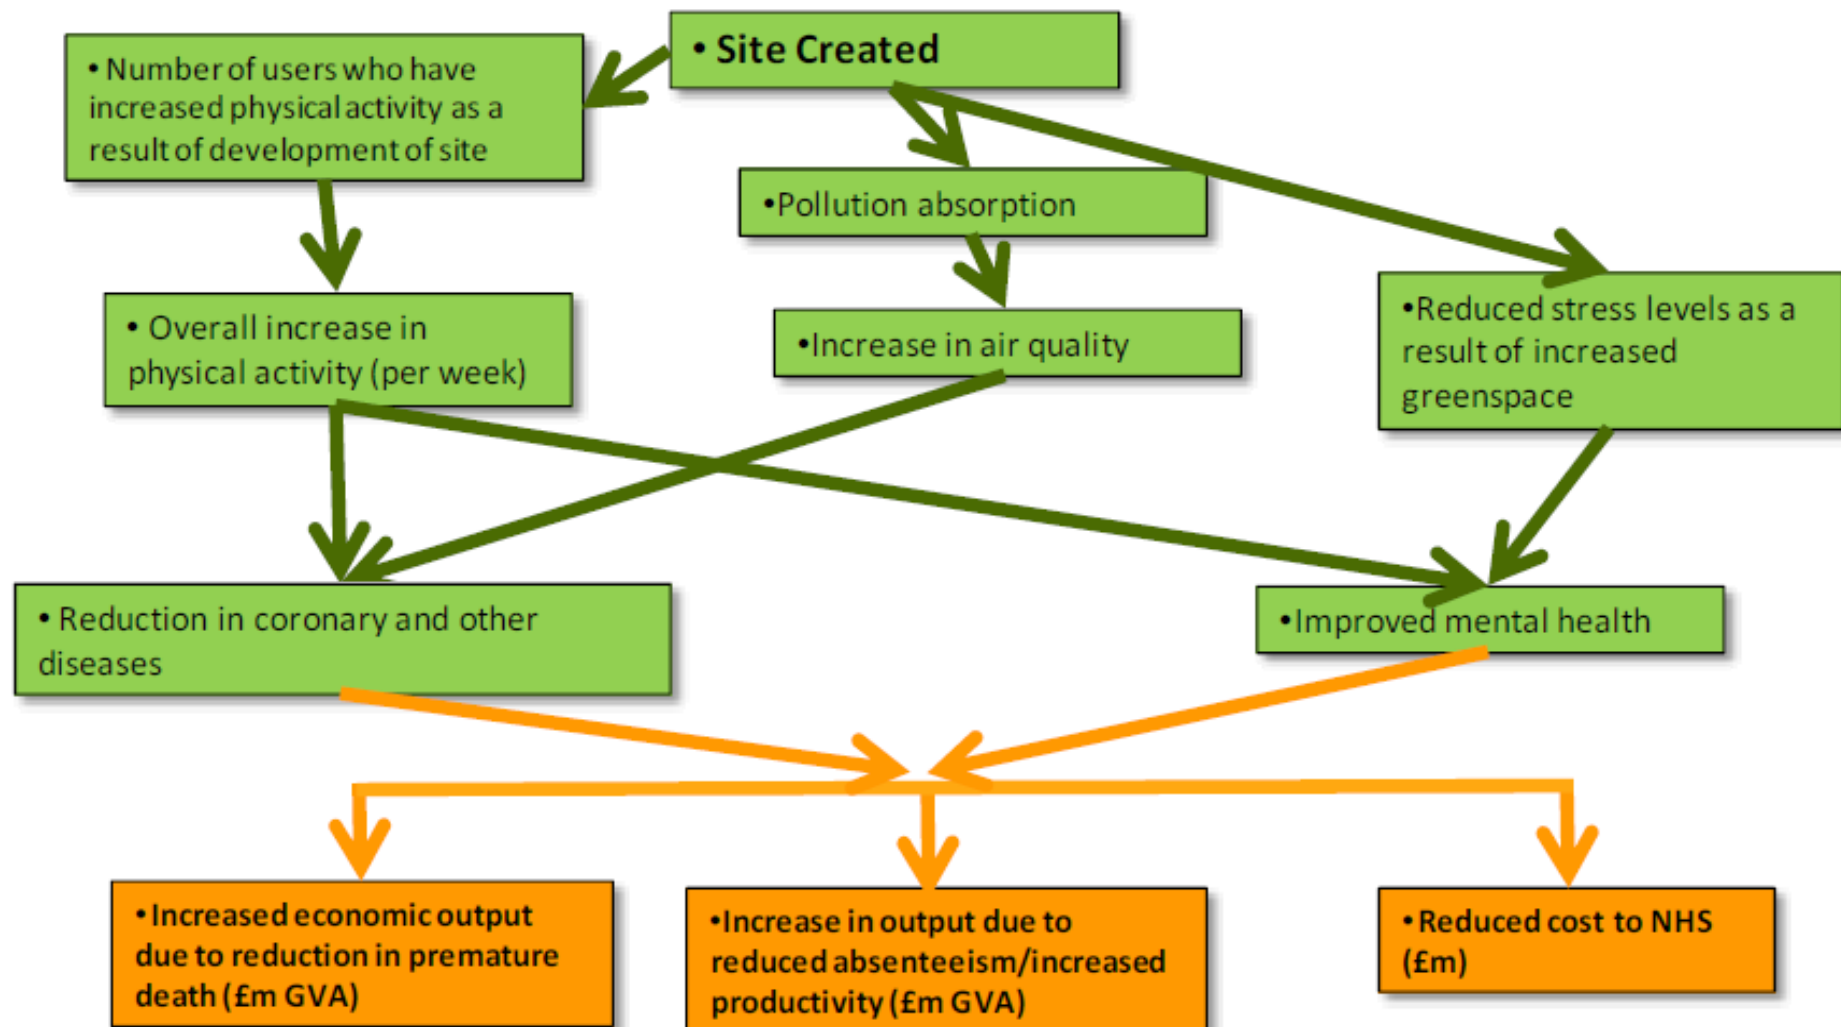 • Site Created
• Number of users who have
increased physical activity as a
result of development of site
•Pollution absorption
• Overall increase in
physical activity (per week)
•Increase in air quality
•Reduced stress levels as a
result of increased
greenspace
• Reduction in coronary and other
diseases
•Improved mental health
•Increased economic output
due to reduction in premature
death (£m GVA)
•Increase in output due to
reduced absenteeism/increased
productivity (£m GVA)
•Reduced cost to NHS
(£m)